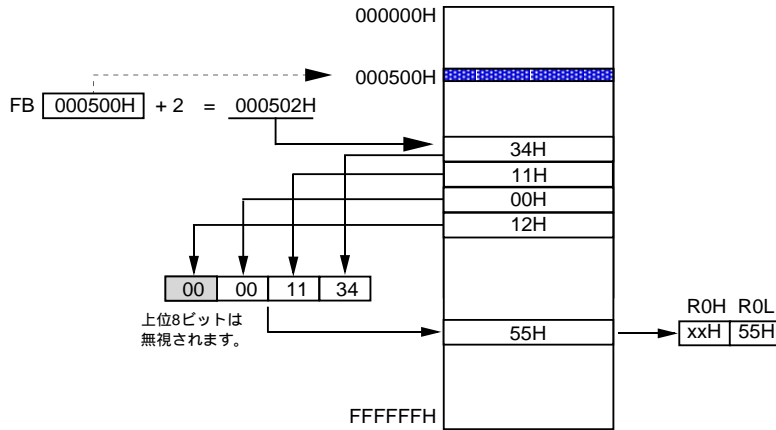 000000H
000500H
FB 000500H + 2 = 000502H
34H
11H
00H
12H
00 00 11 34
上位8ビットは
無視されます。
55H
R0H R0L
xxH 55H
FFFFFFH